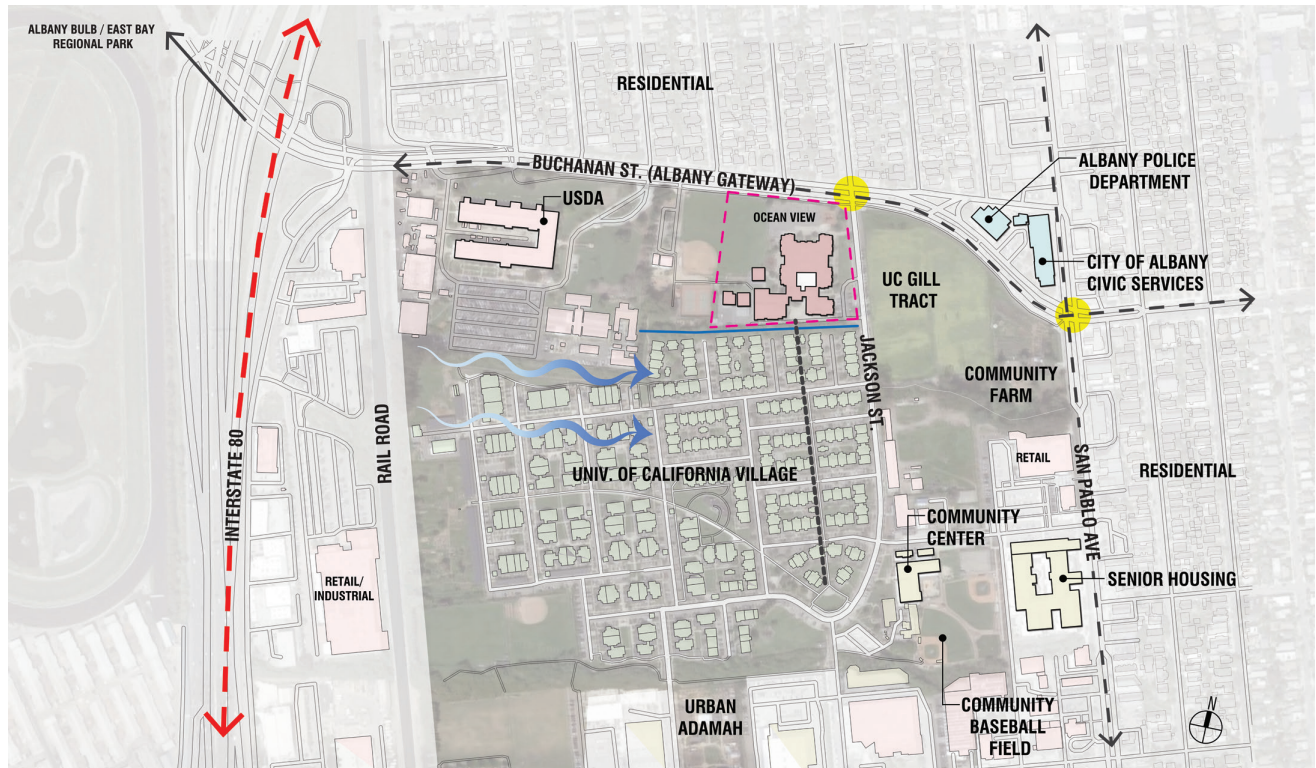 ALBANY BULB / EAST BAY
REGIONAL PARK
RESIDENTIAL
BUCHANAN ST. (ALBANY GATEWAY)
ALBANY POLICE
DEPARTMENT
USDA
OCEAN VIEW
CITY OF ALBANY
CIVIC SERVICES
UC GILL
TRACT
JACKSON ST.
COMMUNITY
FARM
INTERSTATE 80
RAIL ROAD
RETAIL
RESIDENTIAL
UNIV. OF CALIFORNIA VILLAGE
SAN PABLO AVE
COMMUNITY
CENTER
RETAIL/
INDUSTRIAL
SENIOR HOUSING
URBAN
ADAMAH
COMMUNITY
BASEBALL
FIELD
N